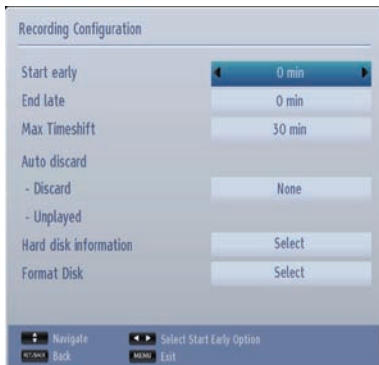 Recording Configuration
Start early 0 min
End late 0 min
Max Timeshift 30 min
Auto discard
- Discard None
- Unplayed
Hard disk information Select
Format Disk Select
Navigate Select Start Early Option
RET./BACK Back MENU Exit